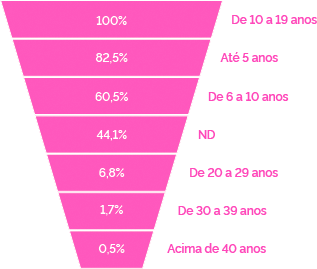 100% De 10 a 19 anos
82,5% Até 5 anos
60,5% De 6 a 10 anos
44,1% ND
6,8% De 20 a 29 anos
1,7% De 30 a 39 anos
0,5% Acima de 40 anos